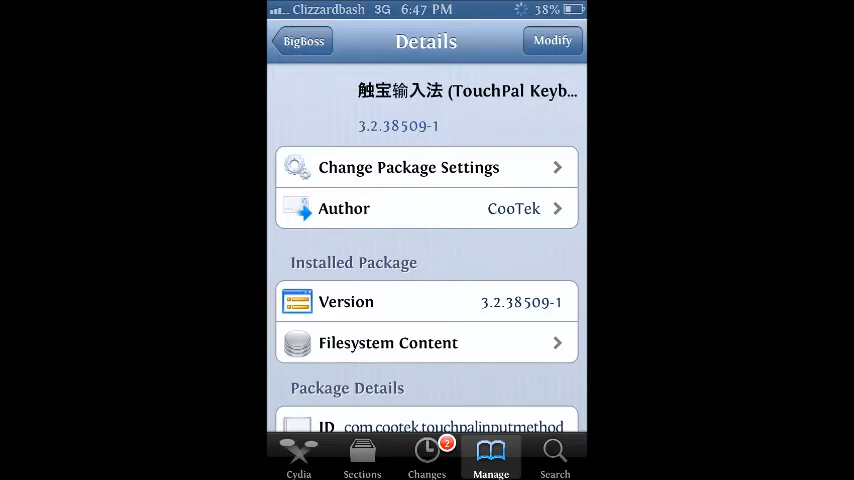 Clizzardbash 3G 6:47 PM 38%
BigBoss Details Modify
触宝输入法 (TouchPal Keyb...
3.2.38509-1
Change Package Settings
Author CooTek
Installed Package
Version 3.2.38509-1
Filesystem Content
Package Details
ID com.cootek.touchpalinputmethod
2
Cydia Sections Changes Manage Search